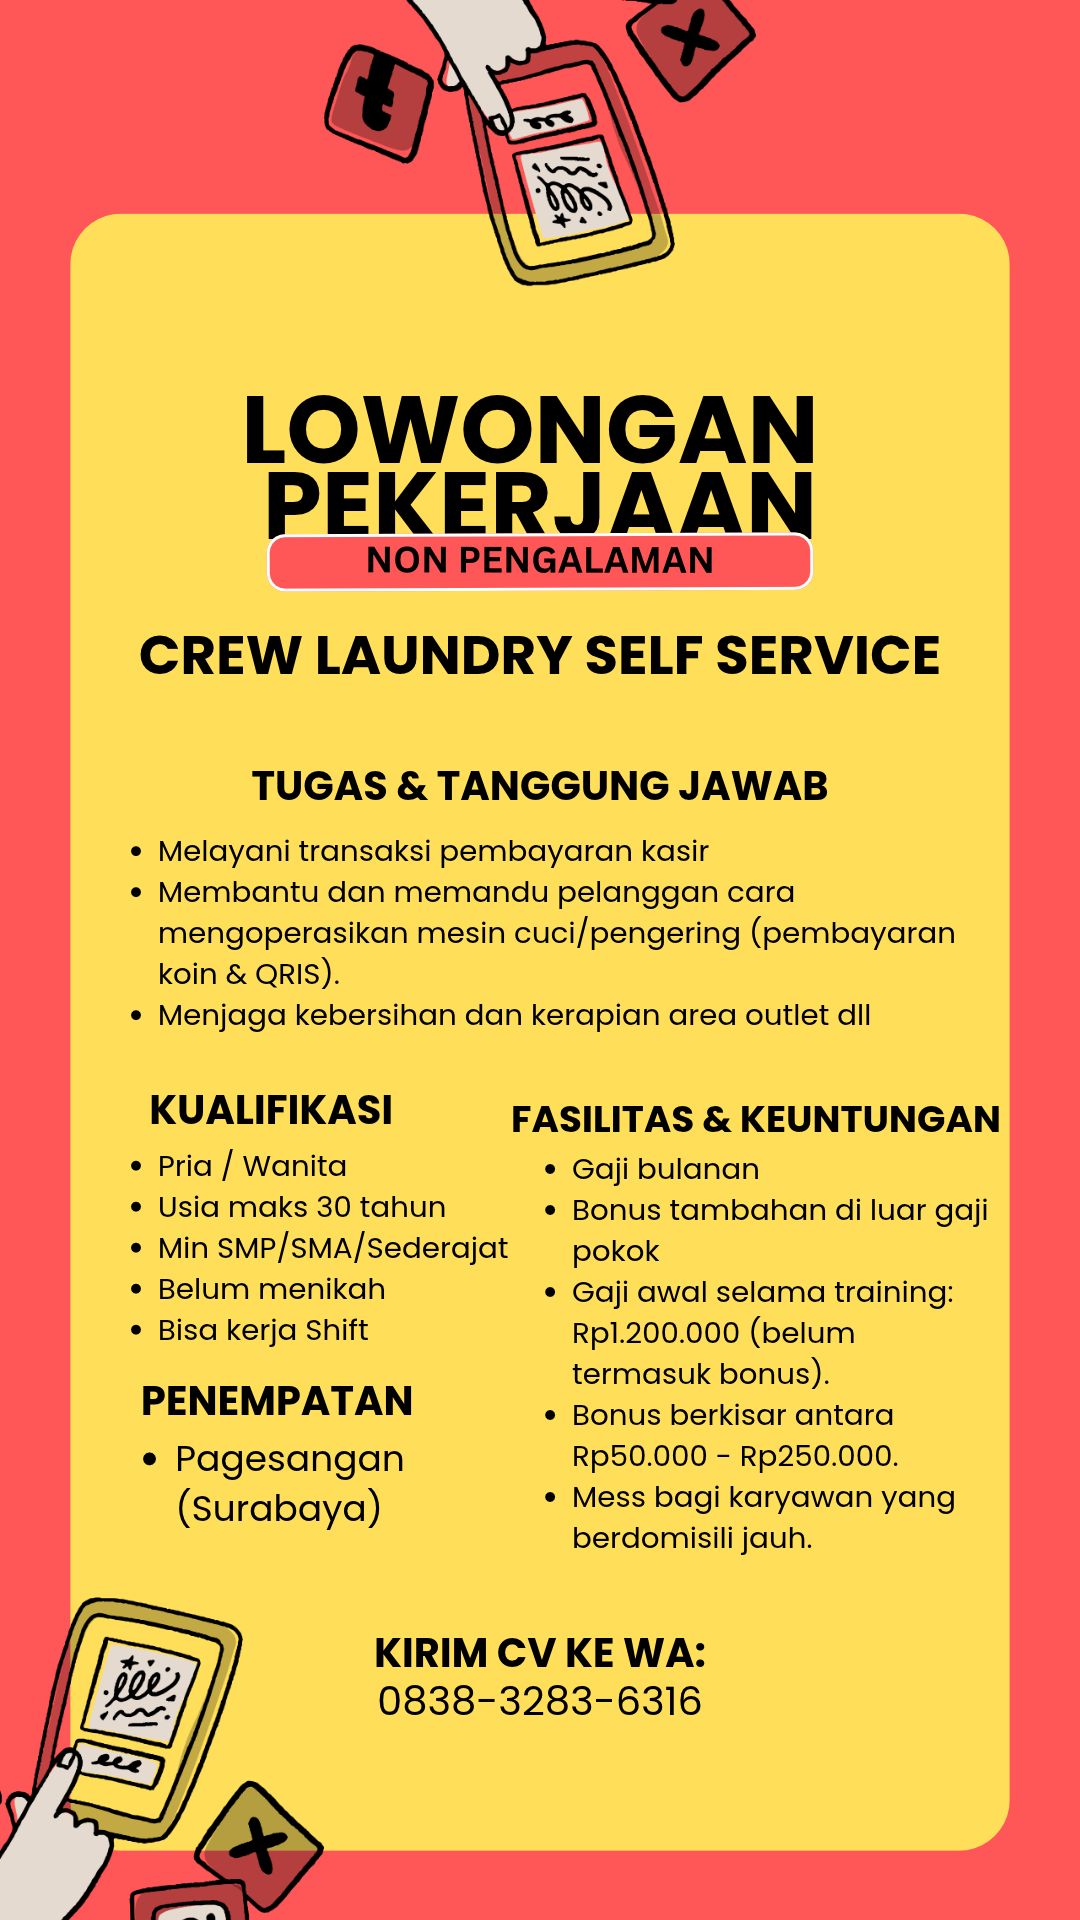 LOWONGAN
PEKERJAAN
NON PENGALAMAN
CREW LAUNDRY SELF SERVICE
TUGAS & TANGGUNG JAWAB
• Melayani transaksi pembayaran kasir
• Membantu dan memandu pelanggan cara
mengoperasikan mesin cuci/pengering (pembayaran
koin & QRIS).
• Menjaga kebersihan dan kerapian area outlet dll
KUALIFIKASI
• Pria / Wanita
• Usia maks 30 tahun
• Min SMP/SMA/Sederajat
• Belum menikah
• Bisa kerja Shift
PENEMPATAN
• Pagesangan
(Surabaya)
FASILITAS & KEUNTUNGAN
• Gaji bulanan
• Bonus tambahan di luar gaji
pokok
• Gaji awal selama training:
Rp1.200.000 (belum
termasuk bonus).
• Bonus berkisar antara
Rp50.000 - Rp250.000.
• Mess bagi karyawan yang
berdomisili jauh.
KIRIM CV KE WA:
0838-3283-6316